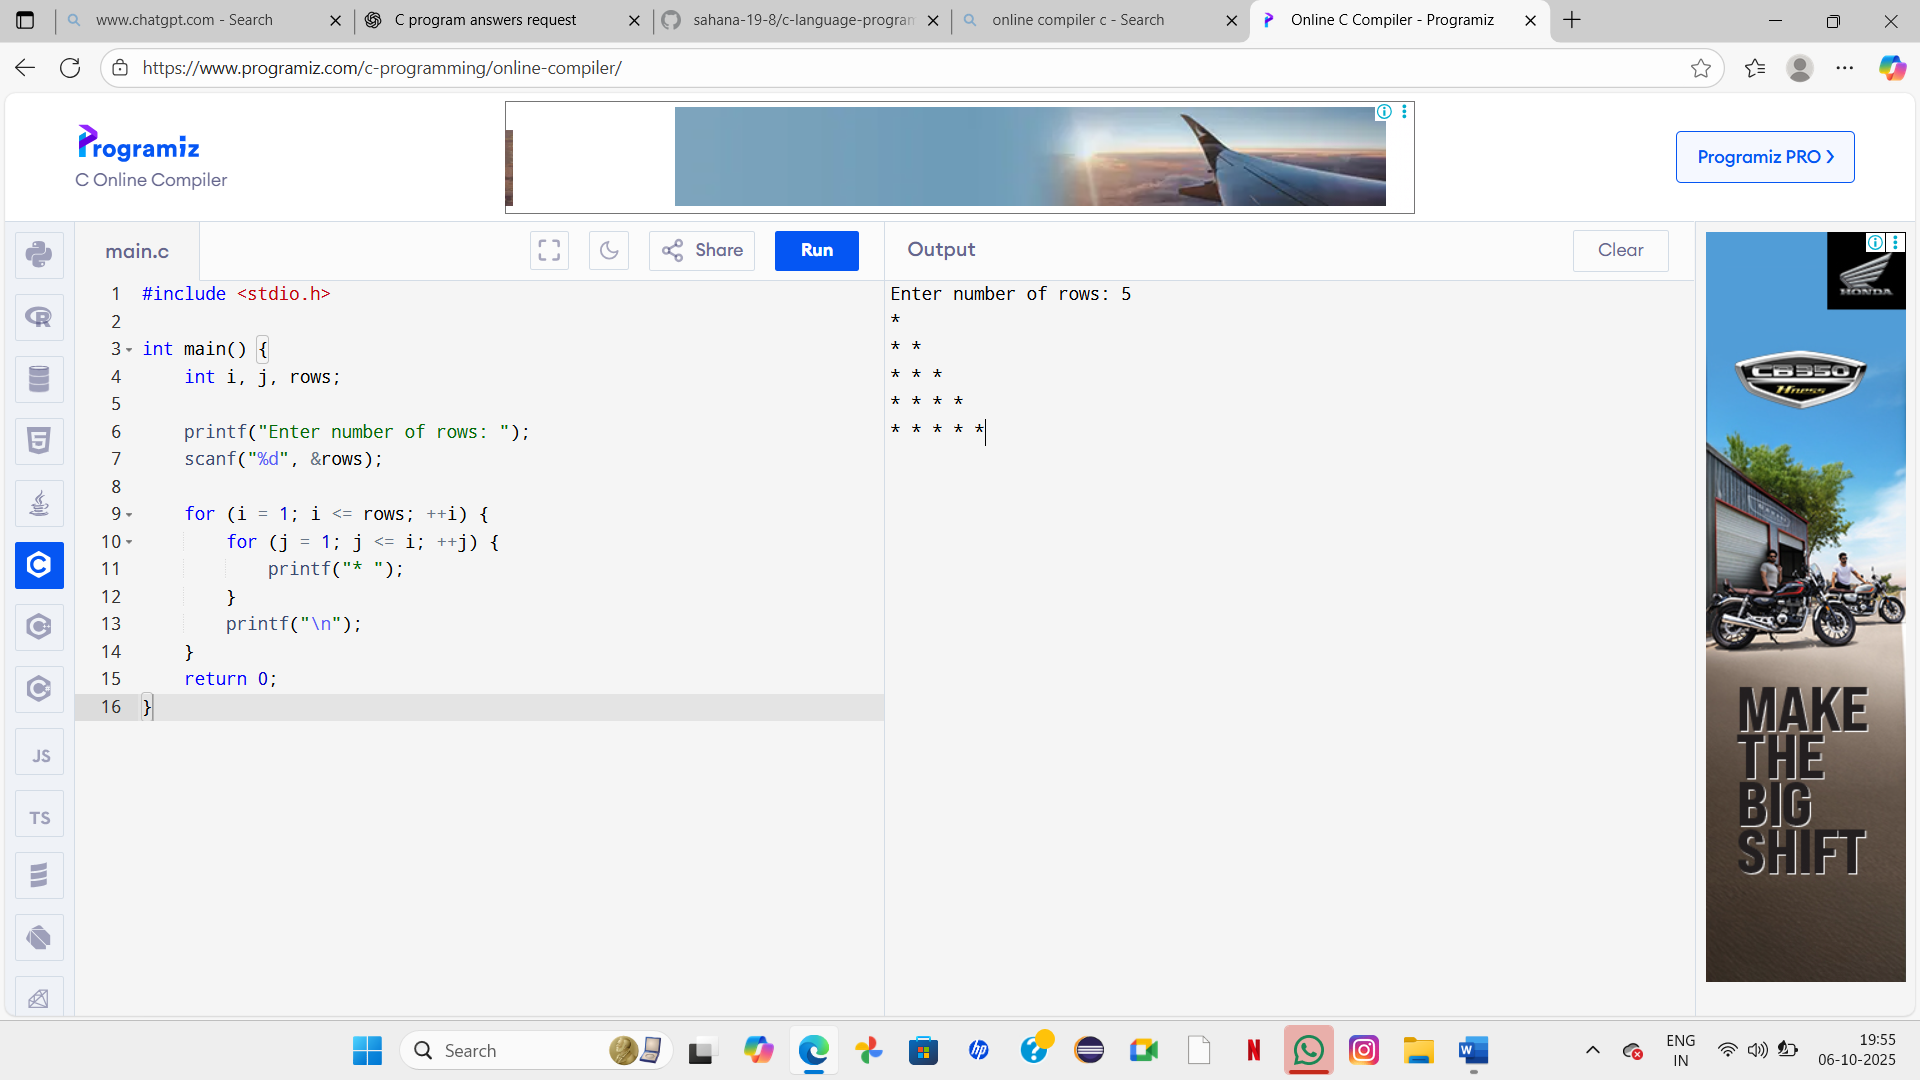 www.chatgpt.com - Search
C program answers request
sahana-19-8/c-language-program
online compiler c - Search
Online C Compiler - Programiz
https://www.programiz.com/c-programming/online-compiler/
Programiz
C Online Compiler
Programiz PRO
main.c
Share
Run
Output
Clear
1 #include <stdio.h>
2
3 int main() {
4 int i, j, rows;
5
6 printf("Enter number of rows: ");
7 scanf("%d", &rows);
8
9 for (i = 1; i <= rows; ++i) {
10 for (j = 1; j <= i; ++j) {
11 printf("* ");
12 }
13 printf("\n");
14 }
15 return 0;
16 }
Enter number of rows: 5
*
* *
* * *
* * * *
* * * * *
HONDA
CB350
H'ness
MAKE
THE
BIG
SHIFT
JS
TS
Search
ENG
IN
19:55
06-10-2025